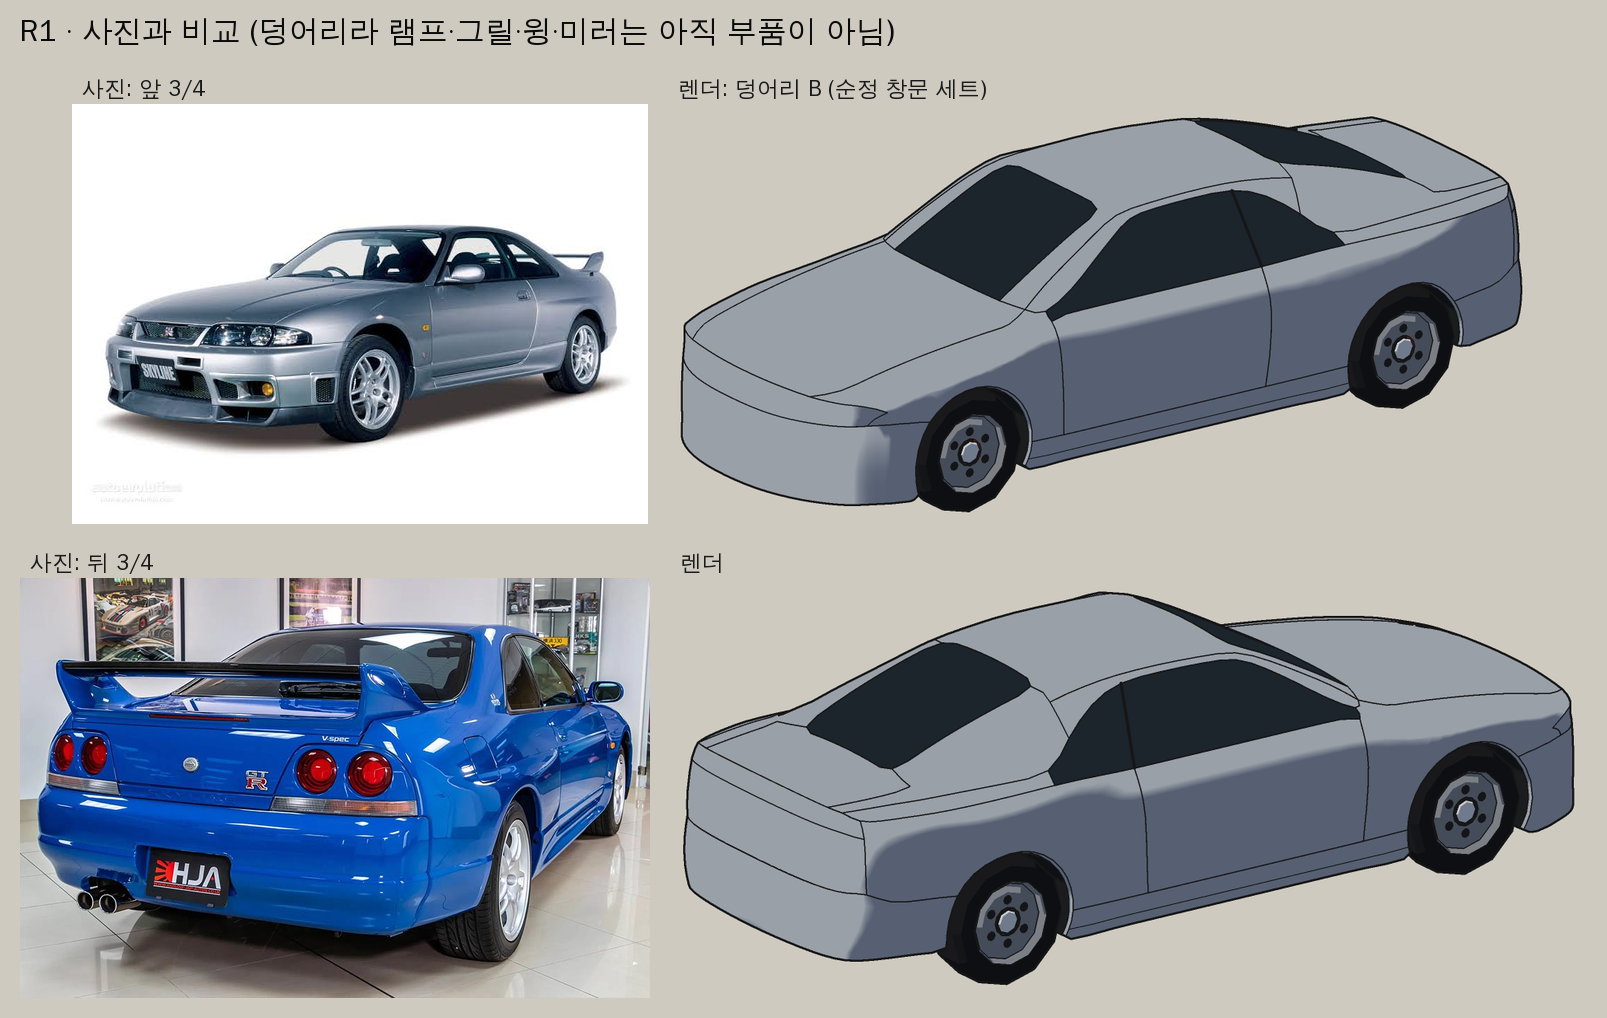 R1 · 사진과 비교 (덩어리라 램프·그릴·윙·미러는 아직 부품이 아님)
사진: 앞 3/4
렌더: 덩어리 B (순정 창문 세트)
SKYLINE
autoevolution
사진: 뒤 3/4
렌더
V·spec
GT
R
HJA